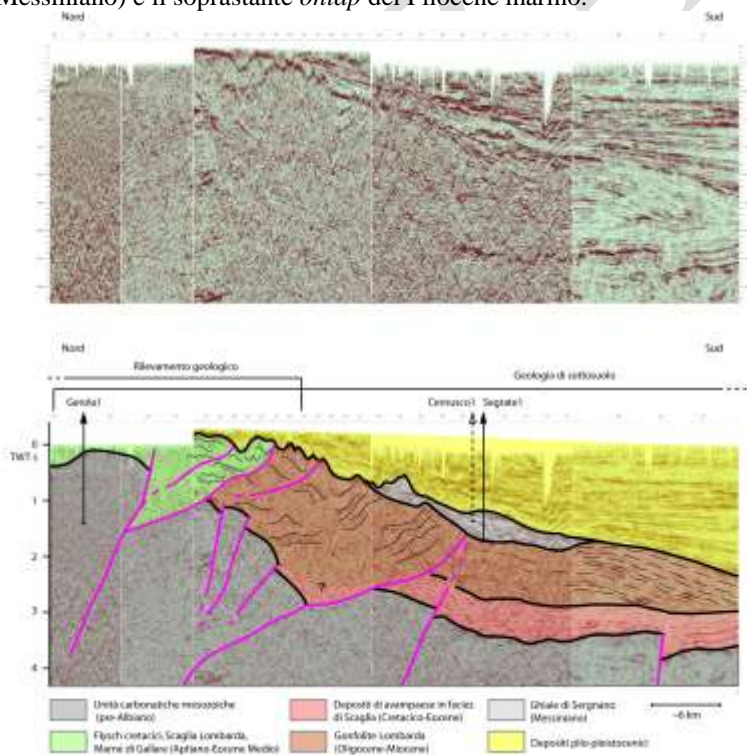 Messiniano) e il soprastante onlap del Pliocene marino.
Nord
Sud
Nord
Sud
Rilevamento geologico
Geologia di sottosuolo
Cernusco1
Segrate1
0
TWT s
1
2
3
?
4
Unità carbonatiche mesozoiche
(pre-Albiano)
Depositi di avampaese in facies
di Scaglia (Cretacico-Eocene)
Ghiaie di Sergnano
(Messiniano)
~6 km
Flysch cretacici, Scaglia Lombarda,
Marne di Gallare (Aptiano-Eocene Medio)
Gonfolite Lombarda
(Oligocene-Miocene)
Depositi plio-pleistocenici